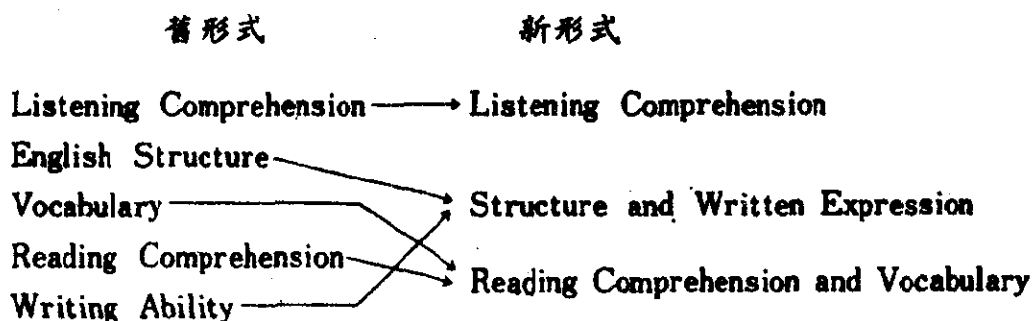 舊形式 新形式
Listening Comprehension Listening Comprehension
English Structure
Vocabulary Structure and Written Expression
Reading Comprehension
Reading Comprehension and Vocabulary
Writing Ability